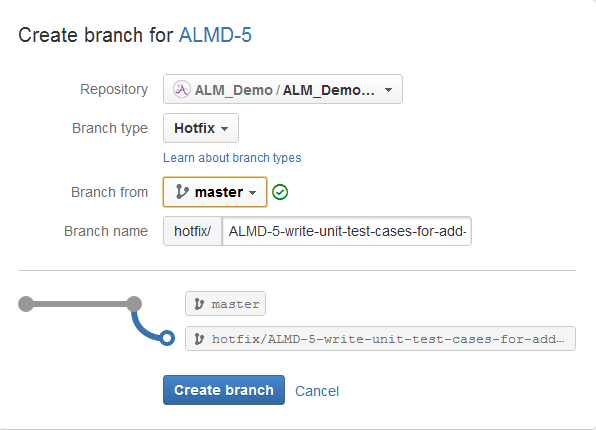 Create branch for ALMD-5
Repository ALM_Demo / ALM_Demo...
Branch type Hotfix
Learn about branch types
Branch from master
Branch name hotfix/ ALMD-5-write-unit-test-cases-for-add-
master
hotfix/ALMD-5-write-unit-test-cases-for-add…
Create branch Cancel